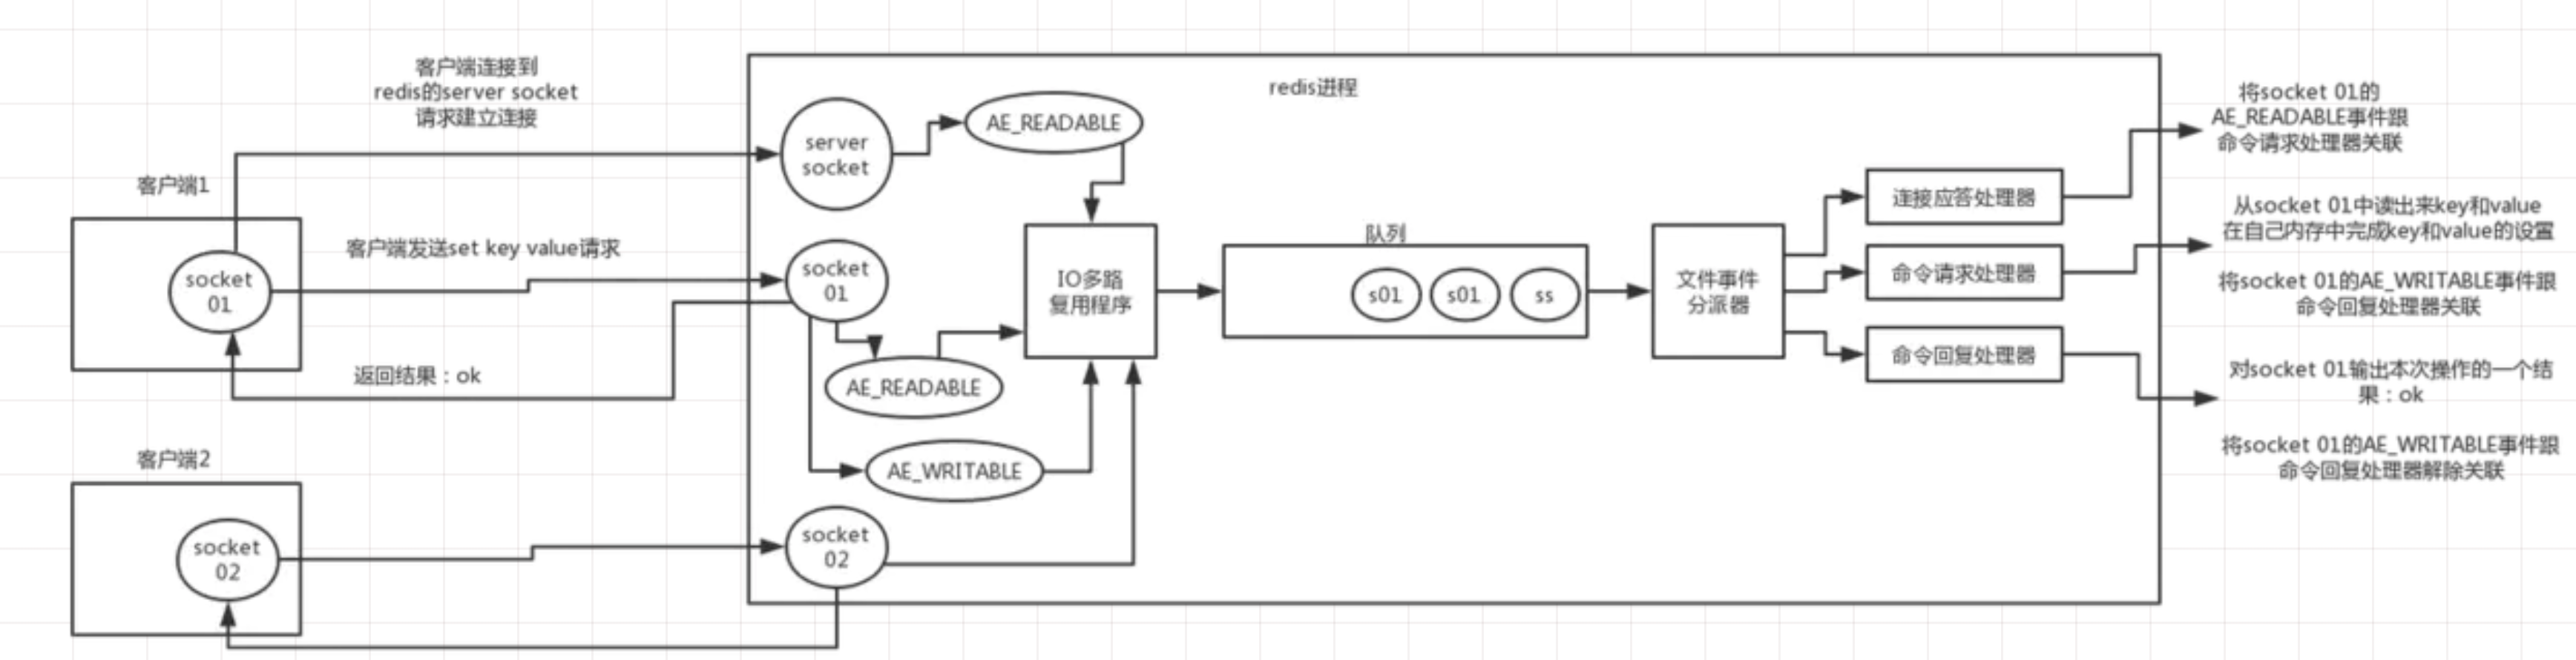 客户端连接到
redis的server socket
请求建立连接
客户端1
socket
01
客户端发送set key value请求
返回结果：ok
客户端2
socket
02
redis进程
server
socket
AE_READABLE
socket
01
AE_READABLE
AE_WRITABLE
socket
02
IO多路
复用程序
队列
s01
s01
ss
文件事件
分派器
连接应答处理器
命令请求处理器
命令回复处理器
将socket 01的
AE_READABLE事件跟
命令请求处理器关联
从socket 01中读出来key和value
在自己内存中完成key和value的设置
将socket 01的AE_WRITABLE事件跟
命令回复处理器关联
对socket 01输出本次操作的一个结
果：ok
将socket 01的AE_WRITABLE事件跟
命令回复处理器解除关联